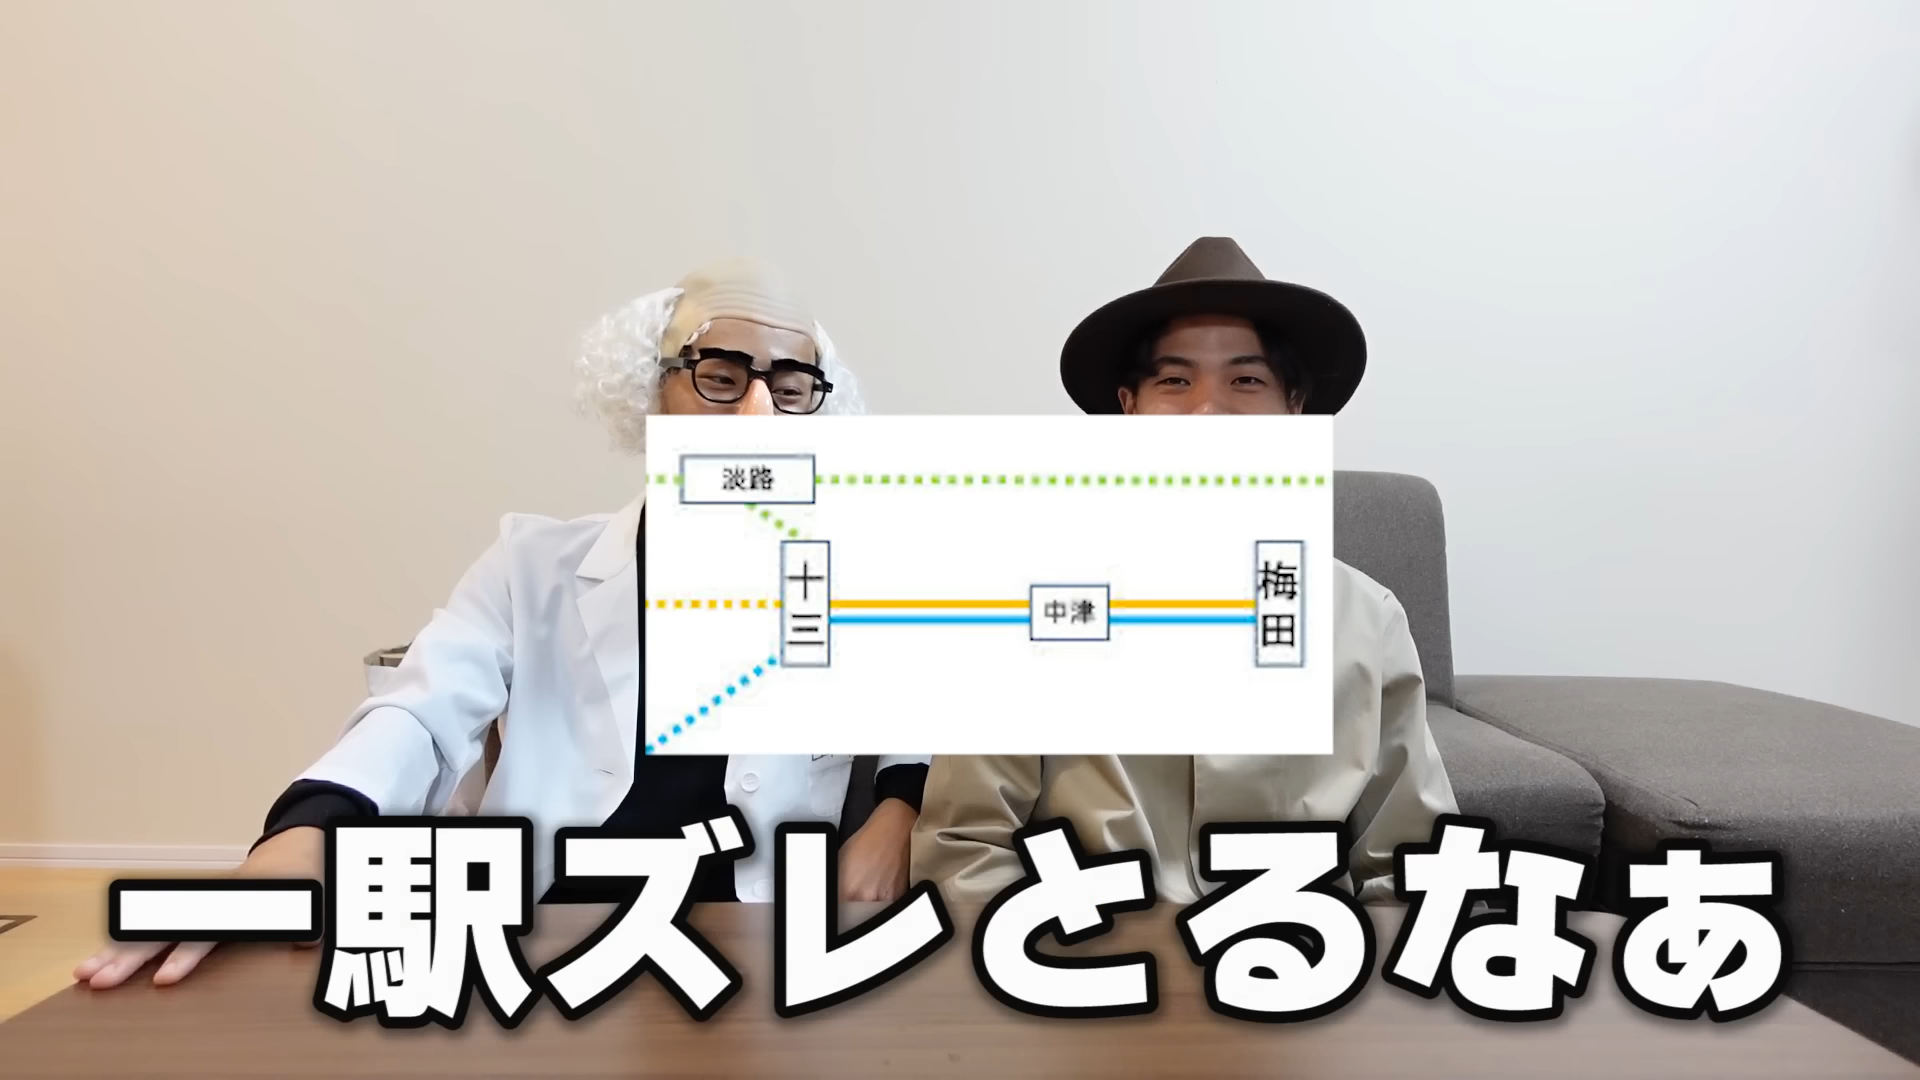 淡路
十三
中津
梅田
一駅ズレとるなぁ